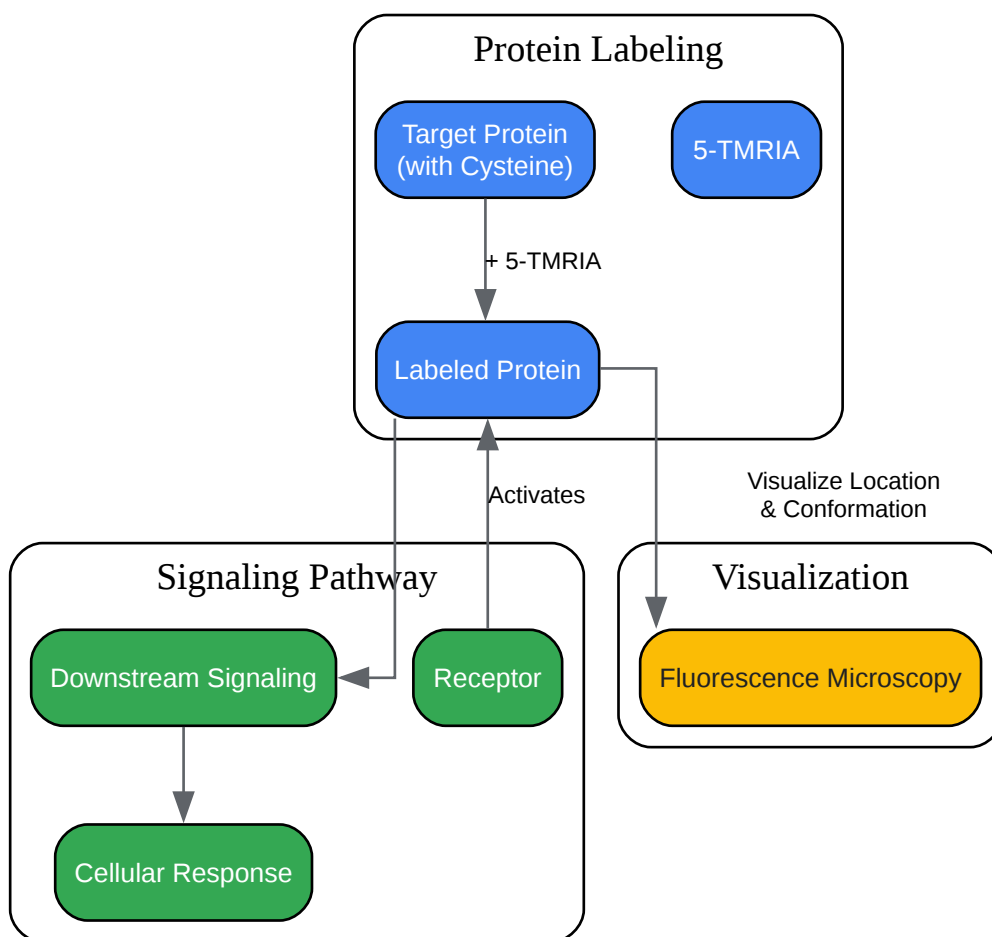 Protein Labeling
Target Protein
(with Cysteine)
5-TMRIA
+ 5-TMRIA
Labeled Protein
Activates
Visualize Location
& Conformation
Signaling Pathway
Visualization
Downstream Signaling
Receptor
Fluorescence Microscopy
Cellular Response